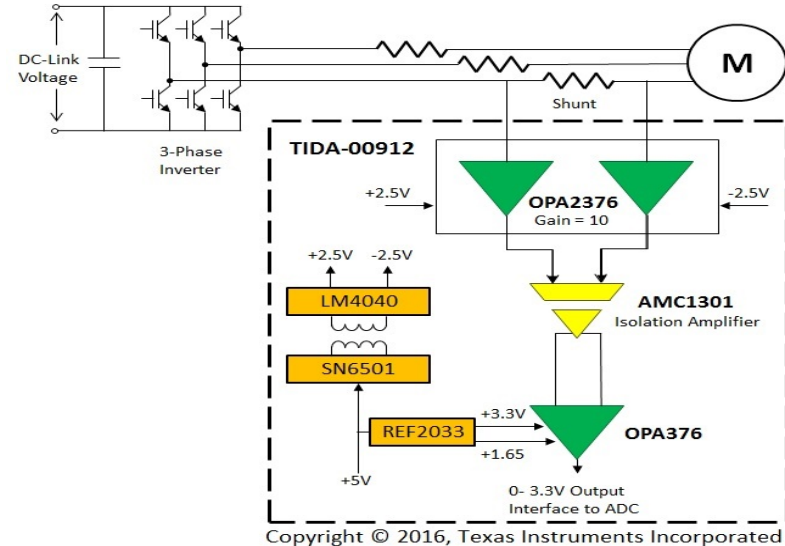 DC-Link
Voltage
M
Shunt
3-Phase
Inverter
TIDA-00912
+2.5V
OPA2376
Gain = 10
-2.5V
+2.5V
-2.5V
LM4040
AMC1301
Isolation Amplifier
SN6501
REF2033
+3.3V
+1.65
OPA376
+5V
0- 3.3V Output
Interface to ADC
Copyright © 2016, Texas Instruments Incorporated